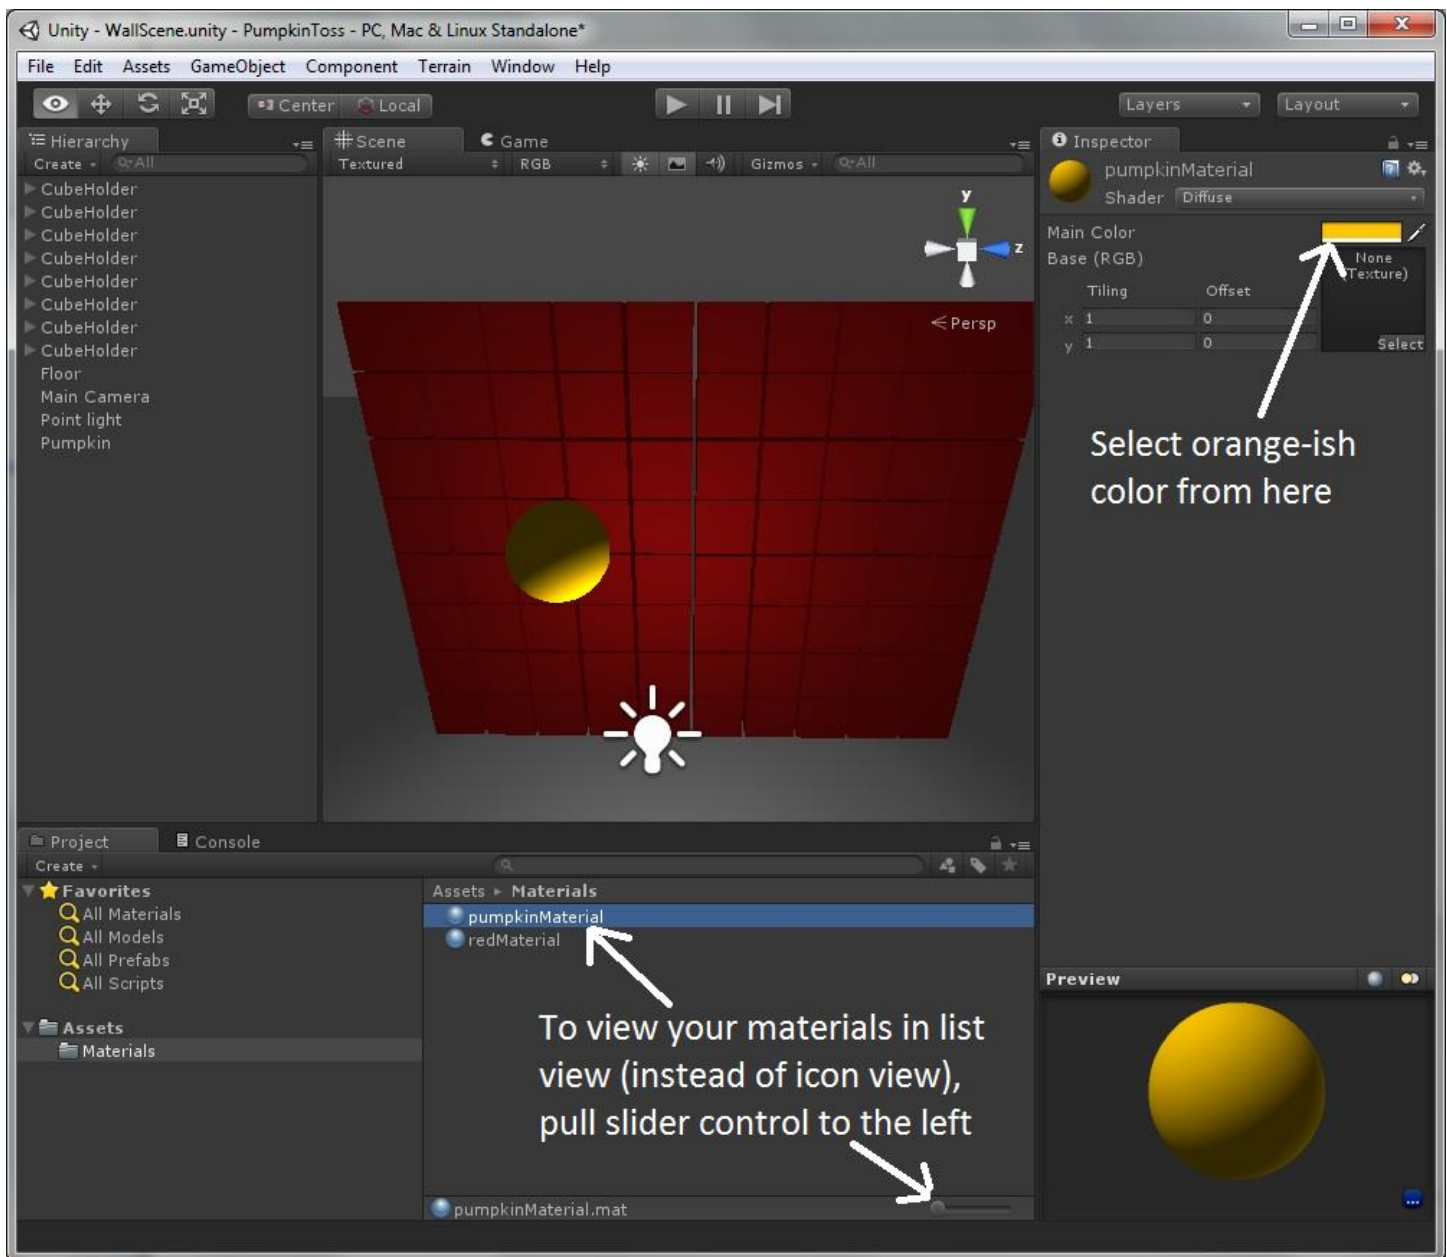 Unity - WallScene.unity - PumpkinToss - PC, Mac & Linux Standalone*
File Edit Assets GameObject Component Terrain Window Help
Center Local Layers Layout
Hierarchy
Create All
CubeHolder
CubeHolder
CubeHolder
CubeHolder
CubeHolder
CubeHolder
CubeHolder
CubeHolder
Floor
Main Camera
Point light
Pumpkin
Scene Game
Textured RGB Gizmos All
y
z
Persp
Inspector
pumpkinMaterial
Shader Diffuse
Main Color
Base (RGB)
None
(Texture)
Tiling Offset
x 1 0
y 1 0
Select
Select orange-ish
color from here
Project Console
Create
Favorites
All Materials
All Models
All Prefabs
All Scripts
Assets
Materials
Assets Materials
pumpkinMaterial
redMaterial
To view your materials in list
view (instead of icon view),
pull slider control to the left
pumpkinMaterial.mat
Preview